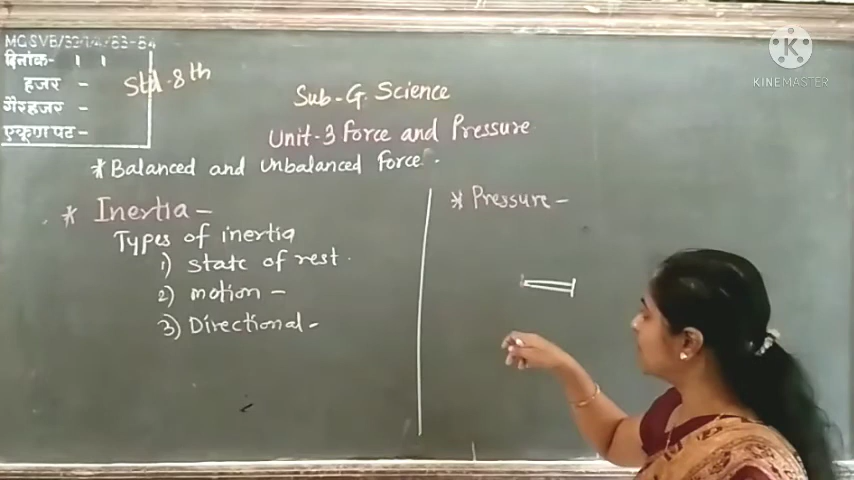 MGSVB/
दिनांक-
हजर -
गैरहजर -
एकूण पट -
Std-8th
Sub-G. Science
Unit-3 Force and Pressure
* Balanced and unbalanced force.
* Inertia -
Types of inertia
1) state of rest.
2) motion -
3) Directional -
* Pressure -
K
KINEMASTER